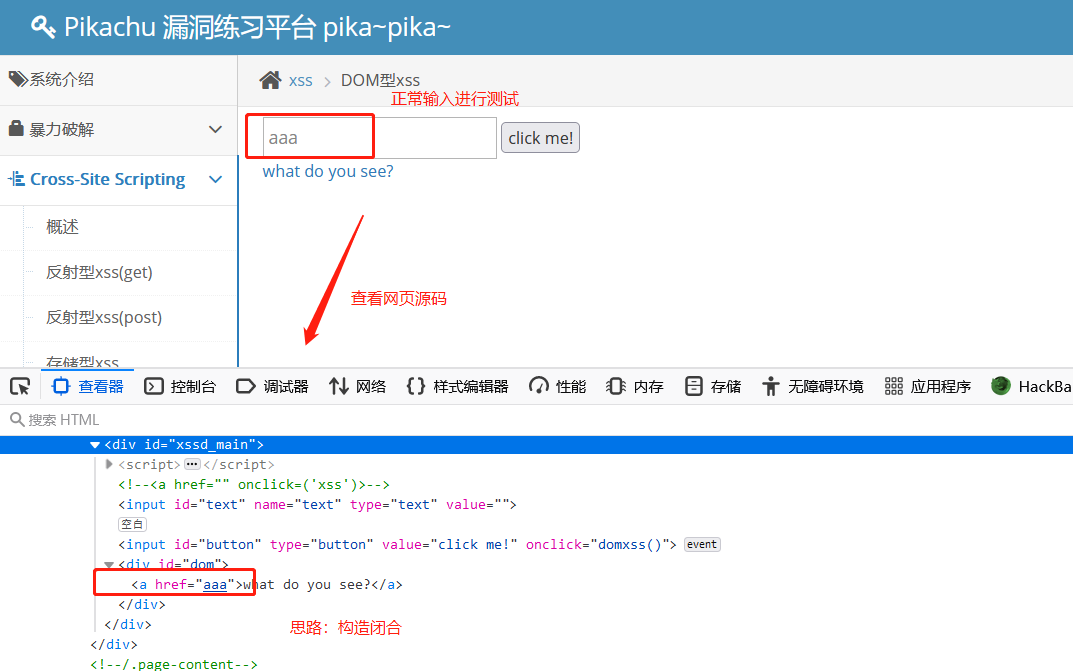 Pikachu 漏洞练习平台 pika~pika~
系统介绍
xss > DOM型xss
正常输入进行测试
暴力破解
aaa
click me!
what do you see?
Cross-Site Scripting
概述
反射型xss(get)
查看网页源码
反射型xss(post)
存储型xss
查看器 控制台 调试器 网络 {} 样式编辑器 性能 内存 存储 无障碍环境 应用程序 HackBa
搜索 HTML
<div id="xssd_main">
<script> ••• </script>
<!--<a href="" onclick=('xss')>-->
<input id="text" name="text" type="text" value="">
空白
<input id="button" type="button" value="click me!" onclick="domxss()"> event
<div id="dom">
<a href="aaa">what do you see?</a>
</div>
</div>
思路：构造闭合
</div>
<!--/.page-content-->